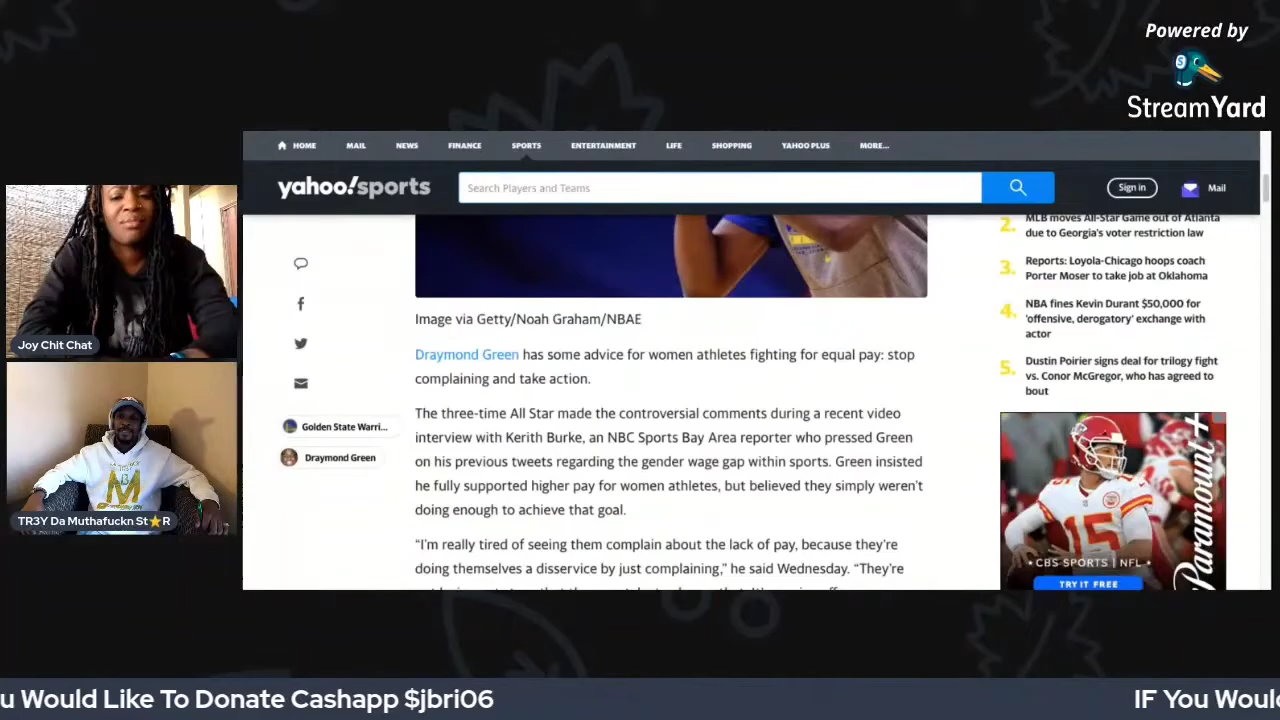 Powered by
StreamYard
HOME MAIL NEWS FINANCE SPORTS ENTERTAINMENT LIFE SHOPPING YAHOO PLUS MORE...
yahoo!sports
Search Players and Teams
Sign in
Mail
Joy Chit Chat
TR3Y Da Muthafuckn St⭐R
Golden State Warri...
Draymond Green
Image via Getty/Noah Graham/NBAE
Draymond Green has some advice for women athletes fighting for equal pay: stop
complaining and take action.
The three-time All Star made the controversial comments during a recent video
interview with Kerith Burke, an NBC Sports Bay Area reporter who pressed Green
on his previous tweets regarding the gender wage gap within sports. Green insisted
he fully supported higher pay for women athletes, but believed they simply weren't
doing enough to achieve that goal.
“I'm really tired of seeing them complain about the lack of pay, because they're
doing themselves a disservice by just complaining,” he said Wednesday. “They're
2. MLB moves All-Star Game out of Atlanta
due to Georgia's voter restriction law
3. Reports: Loyola-Chicago hoops coach
Porter Moser to take job at Oklahoma
4. NBA fines Kevin Durant $50,000 for
'offensive, derogatory' exchange with
actor
5. Dustin Poirier signs deal for trilogy fight
vs. Conor McGregor, who has agreed to
bout
15
Paramount+
• CBS SPORTS | NFL •
TRY IT FREE
u Would Like To Donate Cashapp $jbri06
IF You Would